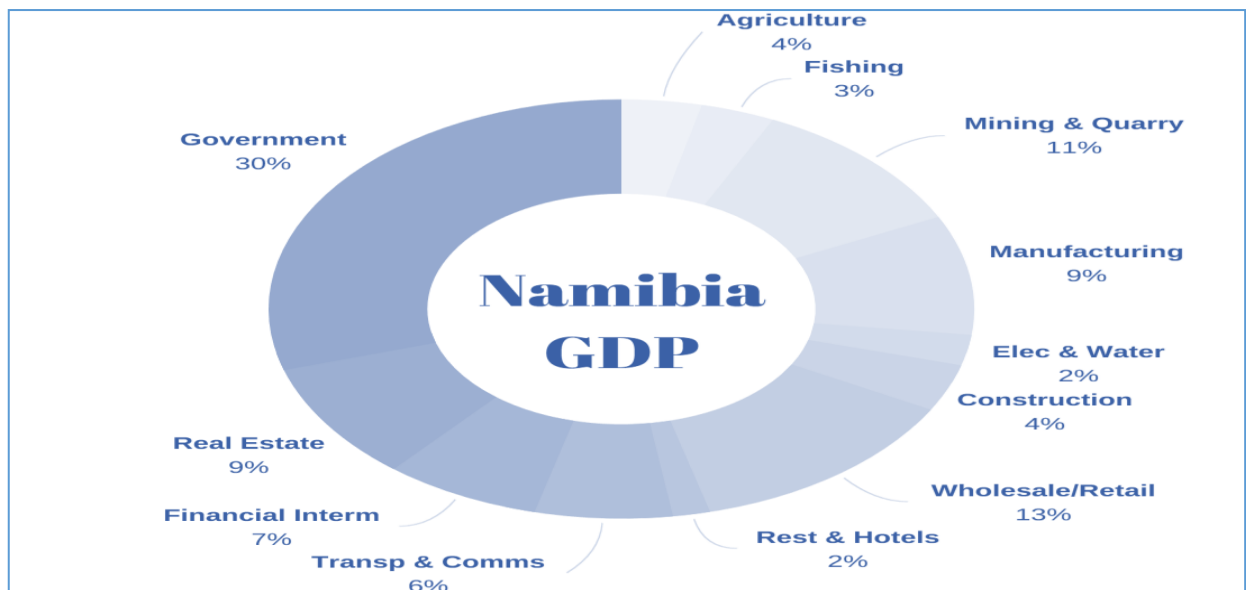 Agriculture
4%
Fishing
3%
Mining & Quarry
11%
Government
30%
Manufacturing
9%
Namibia
GDP
Elec & Water
2%
Construction
4%
Real Estate
9%
Wholesale/Retail
13%
Financial Interm
7%
Rest & Hotels
2%
Transp & Comms
6%